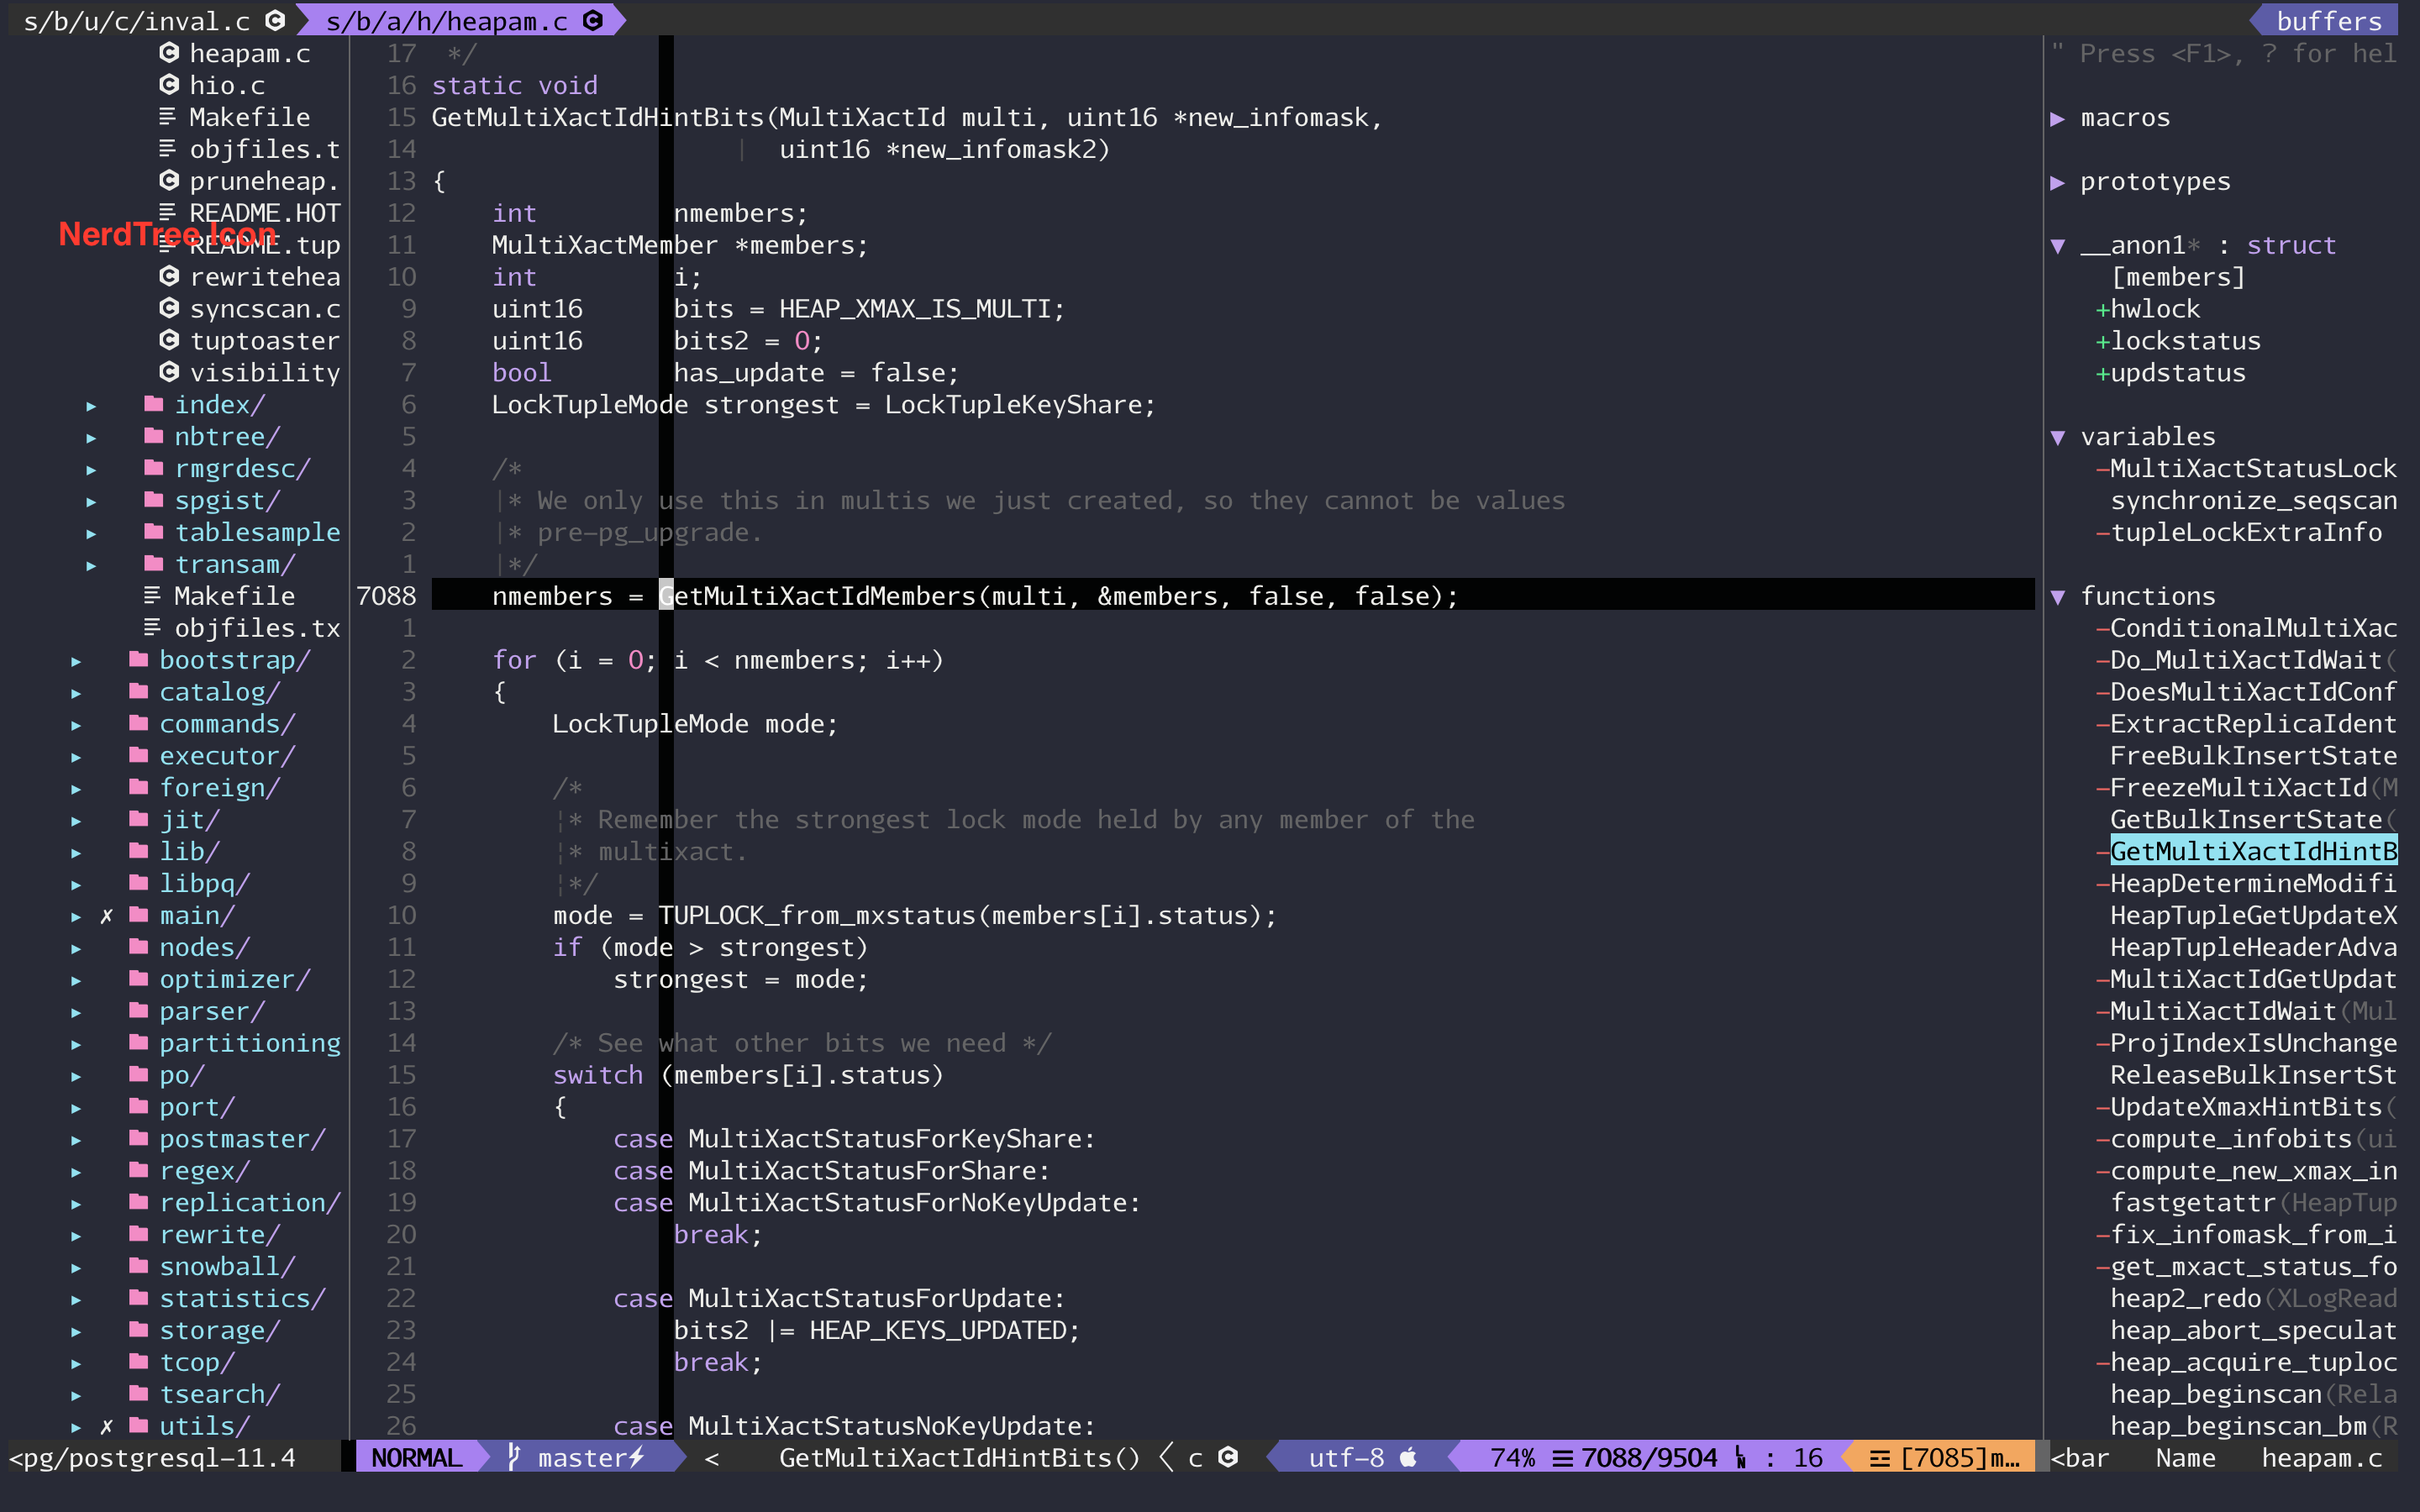 s/b/u/c/inval.c s/b/a/h/heapam.c buffers
heapam.c
hio.c
Makefile
objfiles.t
pruneheap.
README.HOT
NerdTree Icon
README.tup
rewritehea
syncscan.c
tuptoaster
visibility
▸ index/
▸ nbtree/
▸ rmgrdesc/
▸ spgist/
▸ tablesample
▸ transam/
Makefile
objfiles.tx
▸ bootstrap/
▸ catalog/
▸ commands/
▸ executor/
▸ foreign/
▸ jit/
▸ lib/
▸ libpq/
▸ ✗ main/
▸ nodes/
▸ optimizer/
▸ parser/
▸ partitioning
▸ po/
▸ port/
▸ postmaster/
▸ regex/
▸ replication/
▸ rewrite/
▸ snowball/
▸ statistics/
▸ storage/
▸ tcop/
▸ tsearch/
▸ ✗ utils/
17 */
16 static void
15 GetMultiXactIdHintBits(MultiXactId multi, uint16 *new_infomask,
14 | uint16 *new_infomask2)
13 {
12 int nmembers;
11 MultiXactMember *members;
10 int i;
9 uint16 bits = HEAP_XMAX_IS_MULTI;
8 uint16 bits2 = 0;
7 bool has_update = false;
6 LockTupleMode strongest = LockTupleKeyShare;
5
4 /*
3 |* We only use this in multis we just created, so they cannot be values
2 |* pre-pg_upgrade.
1 |*/
7088 nmembers = GetMultiXactIdMembers(multi, &members, false, false);
1
2 for (i = 0; i < nmembers; i++)
3 {
4 LockTupleMode mode;
5
6 /*
7 ¦* Remember the strongest lock mode held by any member of the
8 ¦* multixact.
9 ¦*/
10 mode = TUPLOCK_from_mxstatus(members[i].status);
11 if (mode > strongest)
12 strongest = mode;
13
14 /* See what other bits we need */
15 switch (members[i].status)
16 {
17 case MultiXactStatusForKeyShare:
18 case MultiXactStatusForShare:
19 case MultiXactStatusForNoKeyUpdate:
20 break;
21
22 case MultiXactStatusForUpdate:
23 bits2 |= HEAP_KEYS_UPDATED;
24 break;
25
26 case MultiXactStatusNoKeyUpdate:
" Press <F1>, ? for hel
▶ macros
▶ prototypes
▼ __anon1* : struct
[members]
+hwlock
+lockstatus
+updstatus
▼ variables
-MultiXactStatusLock
synchronize_seqscan
-tupleLockExtraInfo
▼ functions
-ConditionalMultiXac
-Do_MultiXactIdWait(
-DoesMultiXactIdConf
-ExtractReplicaIdent
FreeBulkInsertState
-FreezeMultiXactId(M
GetBulkInsertState(
-GetMultiXactIdHintB
-HeapDetermineModifi
HeapTupleGetUpdateX
HeapTupleHeaderAdva
-MultiXactIdGetUpdat
-MultiXactIdWait(Mul
-ProjIndexIsUnchange
ReleaseBulkInsertSt
-UpdateXmaxHintBits(
-compute_infobits(ui
-compute_new_xmax_in
fastgetattr(HeapTup
-fix_infomask_from_i
-get_mxact_status_fo
heap2_redo(XLogRead
heap_abort_speculat
-heap_acquire_tuploc
heap_beginscan(Rela
heap_beginscan_bm(R
<pg/postgresql-11.4 NORMAL master⚡ < GetMultiXactIdHintBits() c utf-8 74% ☰ 7088/9504 : 16 ☲ [7085]m… <bar Name heapam.c